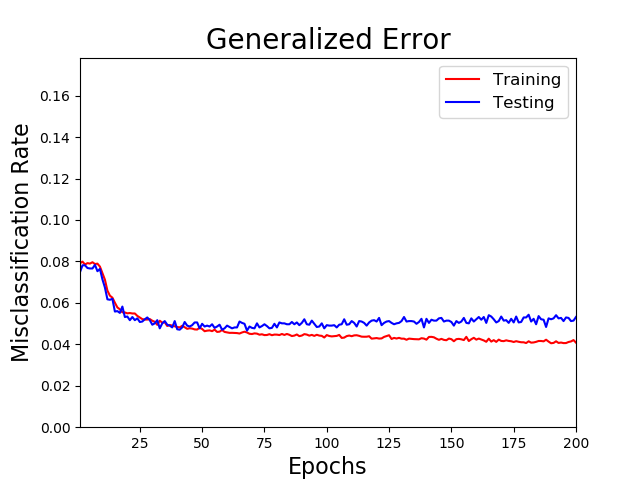 Generalized Error
Training
Testing
Misclassification Rate
0.16
0.14
0.12
0.10
0.08
0.06
0.04
0.02
0.00
25 50 75 100 125 150 175 200
Epochs